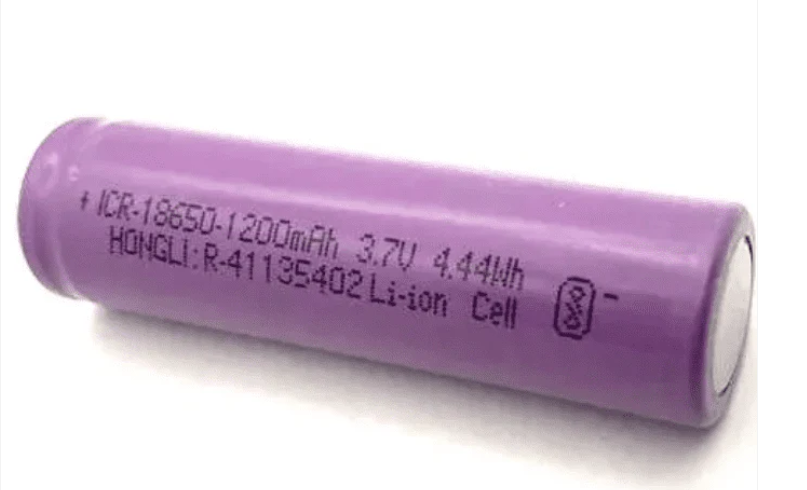 + ICR-18650-1200mAh 3.7V 4.44Wh
HONGLI:R-41135402 Li-ion Cell -